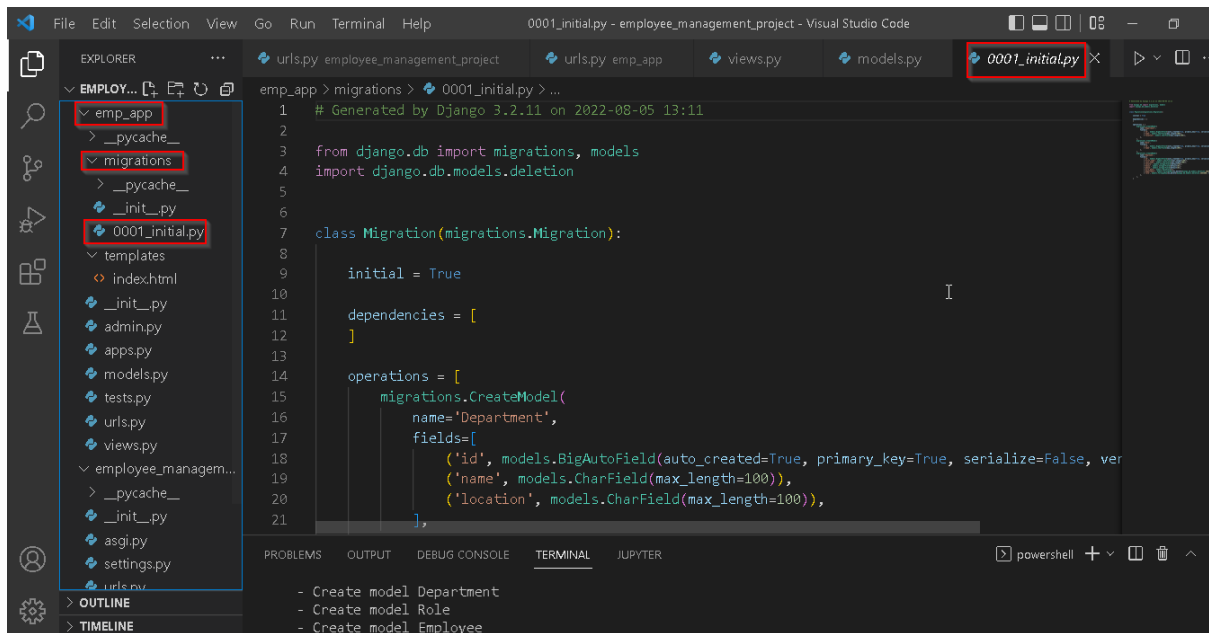 File Edit Selection View Go Run Terminal Help 0001_initial.py - employee_management_project - Visual Studio Code
EXPLORER ...
EMPLOY...
emp_app
__pycache__
migrations
__pycache__
__init__.py
0001_initial.py
templates
index.html
__init__.py
admin.py
apps.py
models.py
tests.py
urls.py
views.py
employee_managem...
__pycache__
__init__.py
asgi.py
settings.py
urls.py
OUTLINE
TIMELINE
urls.py employee_management_project urls.py emp_app views.py models.py 0001_initial.py
emp_app > migrations > 0001_initial.py > ...
1 # Generated by Django 3.2.11 on 2022-08-05 13:11
2
3 from django.db import migrations, models
4 import django.db.models.deletion
5
6
7 class Migration(migrations.Migration):
8
9 initial = True
10
11 dependencies = [
12 ]
13
14 operations = [
15 migrations.CreateModel(
16 name='Department',
17 fields=[
18 ('id', models.BigAutoField(auto_created=True, primary_key=True, serialize=False, ver
19 ('name', models.CharField(max_length=100)),
20 ('location', models.CharField(max_length=100)),
21 ],
PROBLEMS OUTPUT DEBUG CONSOLE TERMINAL JUPYTER powershell
- Create model Department
- Create model Role
- Create model Employee